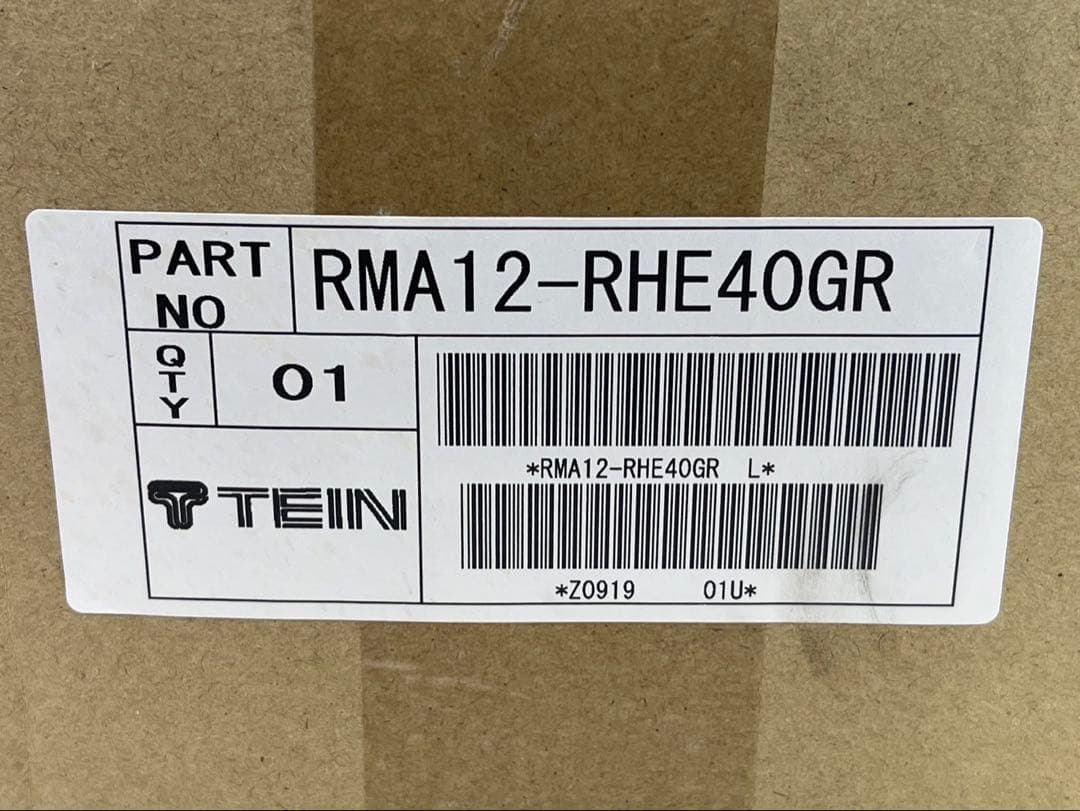 PART NO
RMA12-RHE40GR
QTY
01
*RMA12-RHE40GR L*
TEIN
*Z0919 01U*